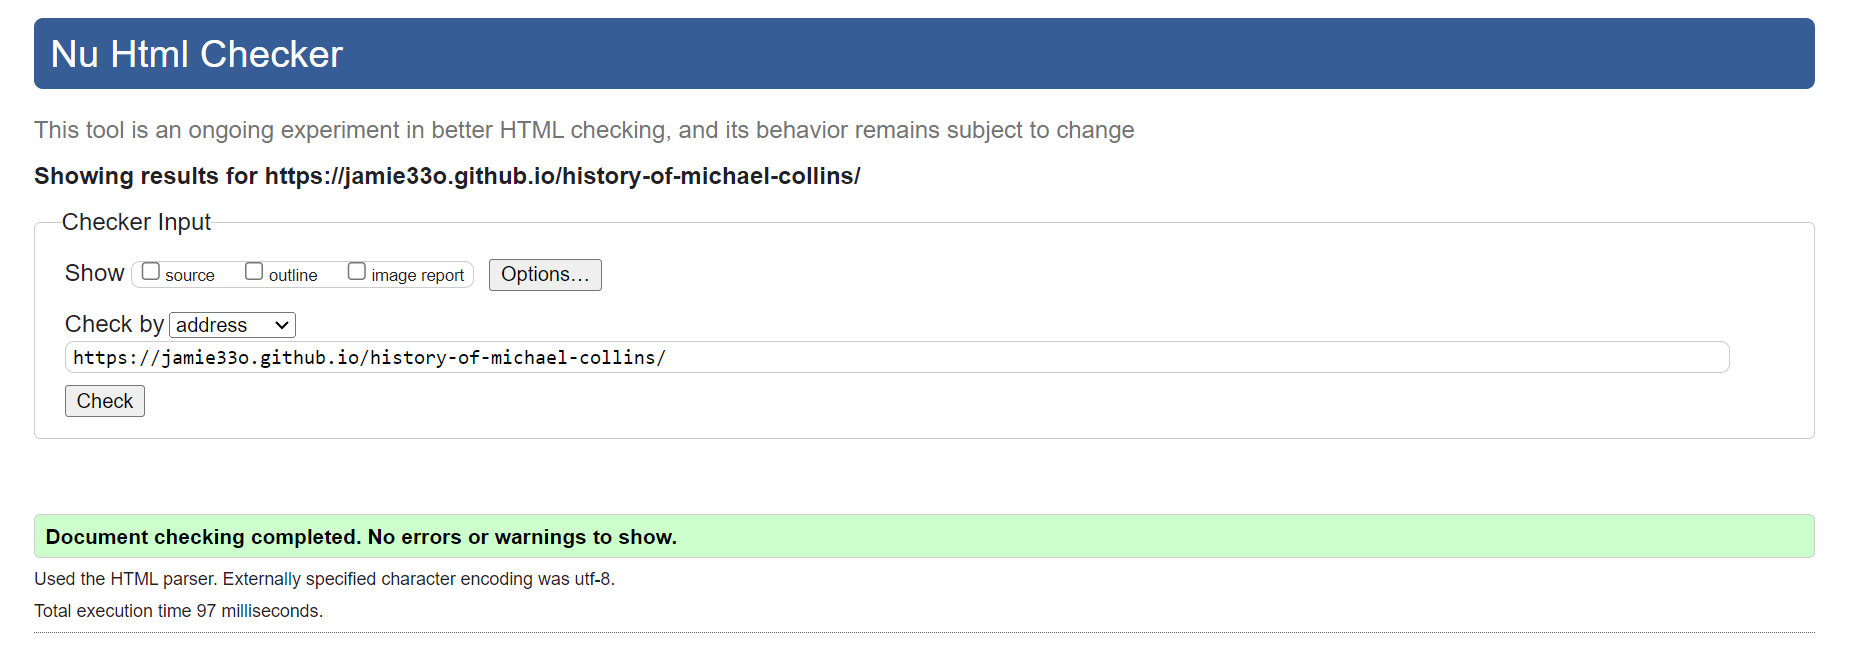 Nu Html Checker
This tool is an ongoing experiment in better HTML checking, and its behavior remains subject to change
Showing results for https://jamie33o.github.io/history-of-michael-collins/
Checker Input
Show source outline image report Options...
Check by address
https://jamie33o.github.io/history-of-michael-collins/
Check
Document checking completed. No errors or warnings to show.
Used the HTML parser. Externally specified character encoding was utf-8.
Total execution time 97 milliseconds.